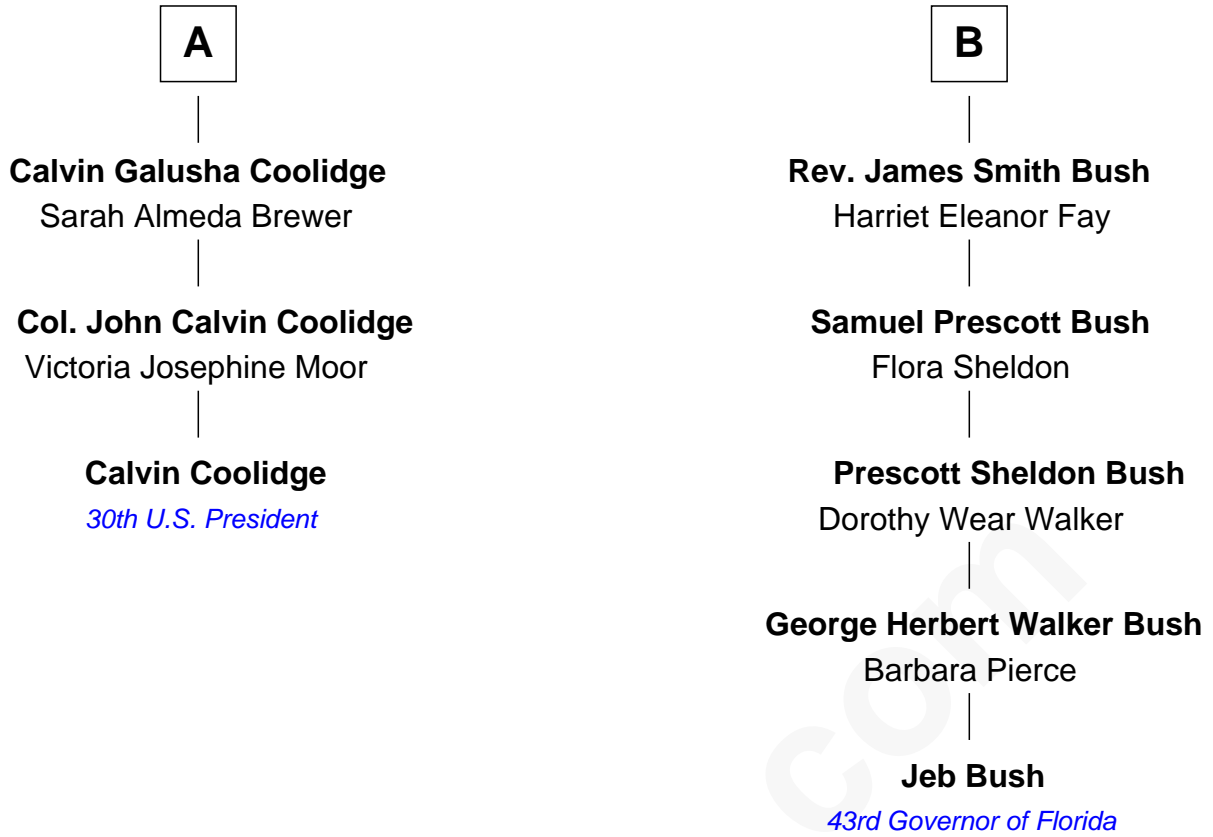 A
Calvin Galusha Coolidge
Sarah Almeda Brewer
Col. John Calvin Coolidge
Victoria Josephine Moor
Calvin Coolidge
30th U.S. President
B
Rev. James Smith Bush
Harriet Eleanor Fay
Samuel Prescott Bush
Flora Sheldon
Prescott Sheldon Bush
Dorothy Wear Walker
George Herbert Walker Bush
Barbara Pierce
Jeb Bush
43rd Governor of Florida
com